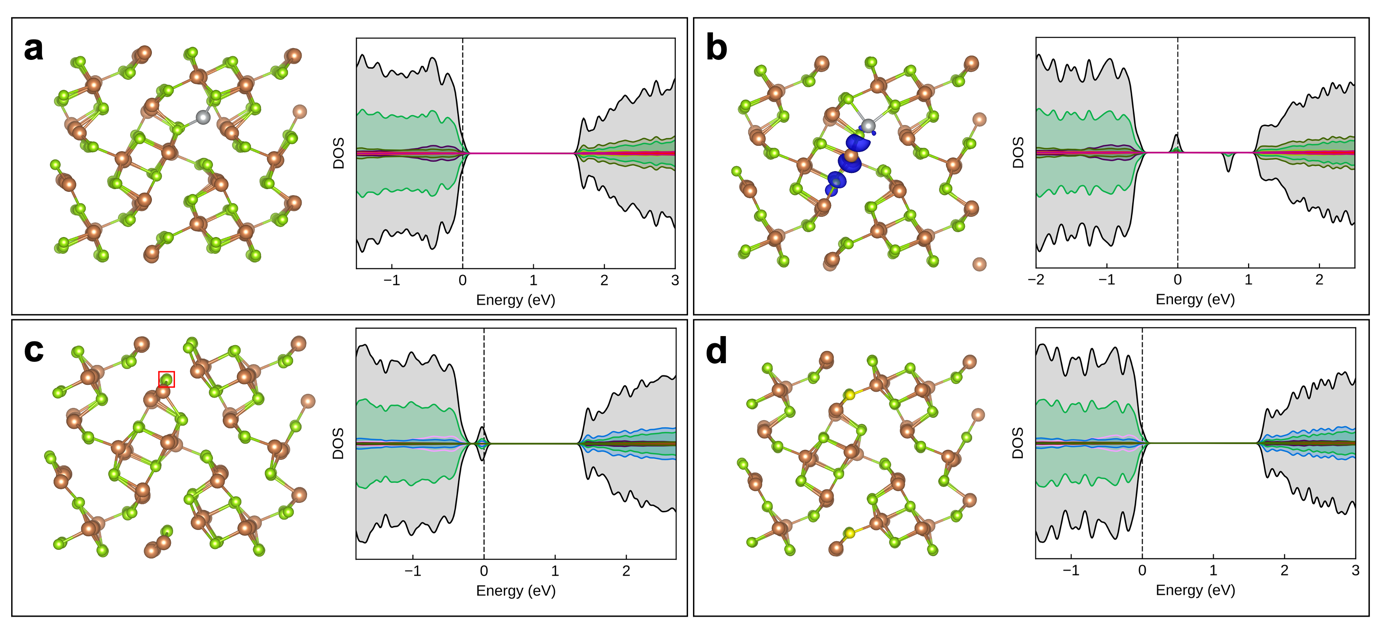 a
DOS
−1 0 1 2 3
Energy (eV)
b
DOS
−2 −1 0 1 2
Energy (eV)
c
DOS
−1 0 1 2
Energy (eV)
d
DOS
−1 0 1 2 3
Energy (eV)